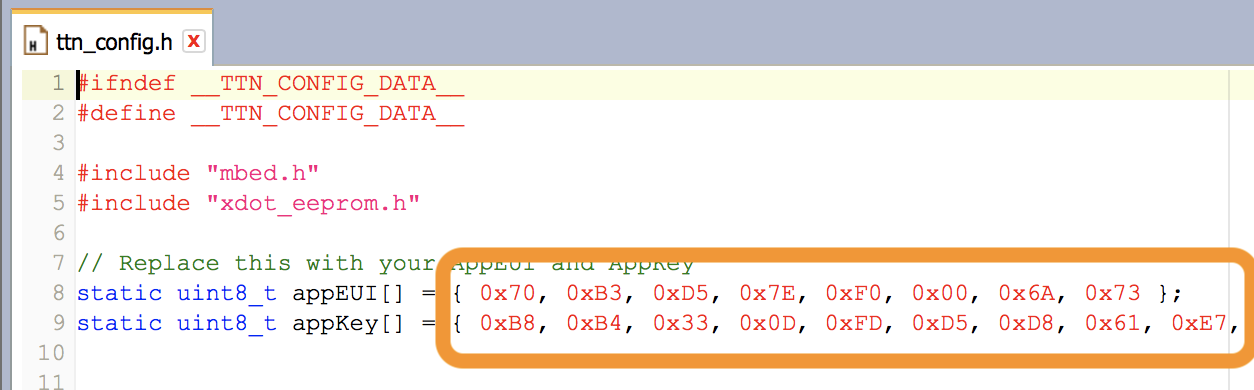 H ttn_config.h X
1 #ifndef __TTN_CONFIG_DATA__
2 #define __TTN_CONFIG_DATA__
3
4 #include "mbed.h"
5 #include "xdot_eeprom.h"
6
7 // Replace this with your AppEUI and AppKey
8 static uint8_t appEUI[] = { 0x70, 0xB3, 0xD5, 0x7E, 0xF0, 0x00, 0x6A, 0x73 };
9 static uint8_t appKey[] = { 0xB8, 0xB4, 0x33, 0x0D, 0xFD, 0xD5, 0xD8, 0x61, 0xE7,
10
11